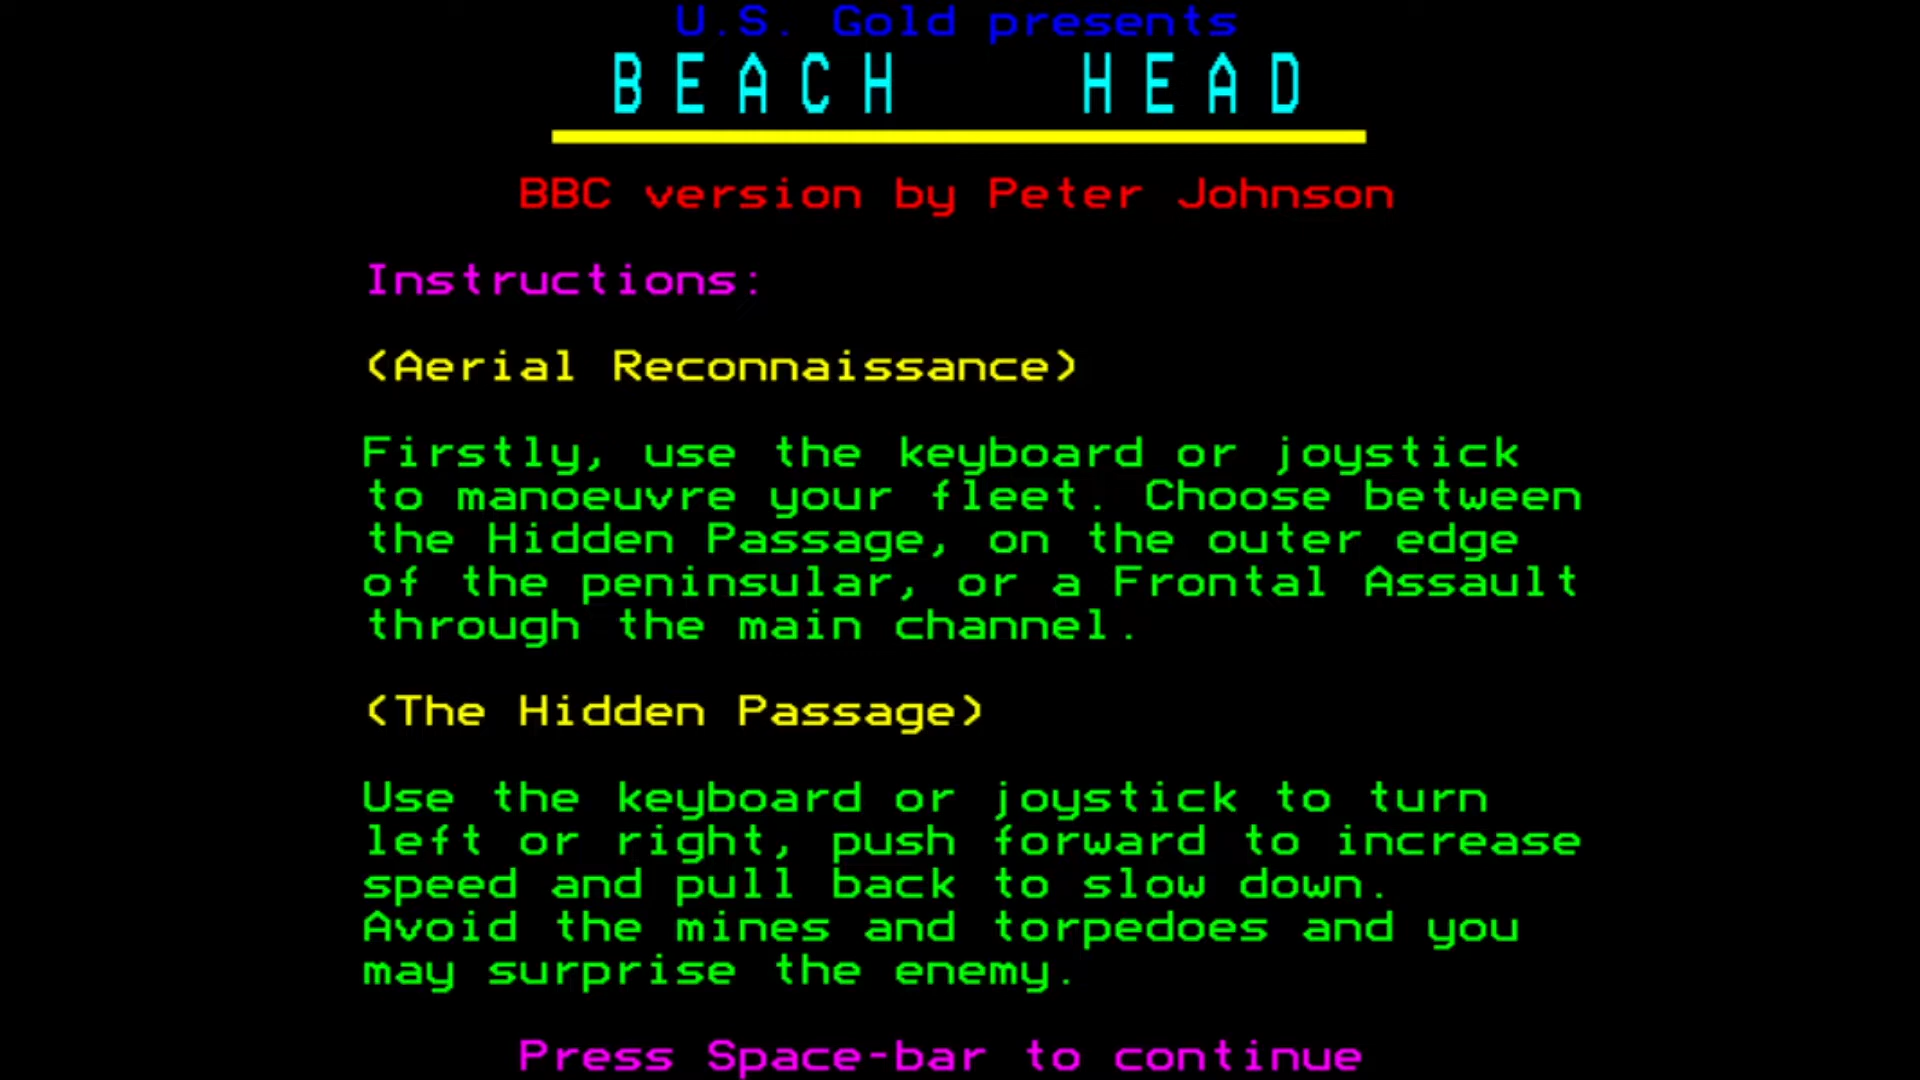 U.S. Gold presents
BEACH HEAD
BBC version by Peter Johnson
Instructions:
(Aerial Reconnaissance)
Firstly, use the keyboard or joystick
to manoeuvre your fleet. Choose between
the Hidden Passage, on the outer edge
of the peninsular, or a Frontal Assault
through the main channel.
(The Hidden Passage)
Use the keyboard or joystick to turn
left or right, push forward to increase
speed and pull back to slow down.
Avoid the mines and torpedoes and you
may surprise the enemy.
Press Space-bar to continue